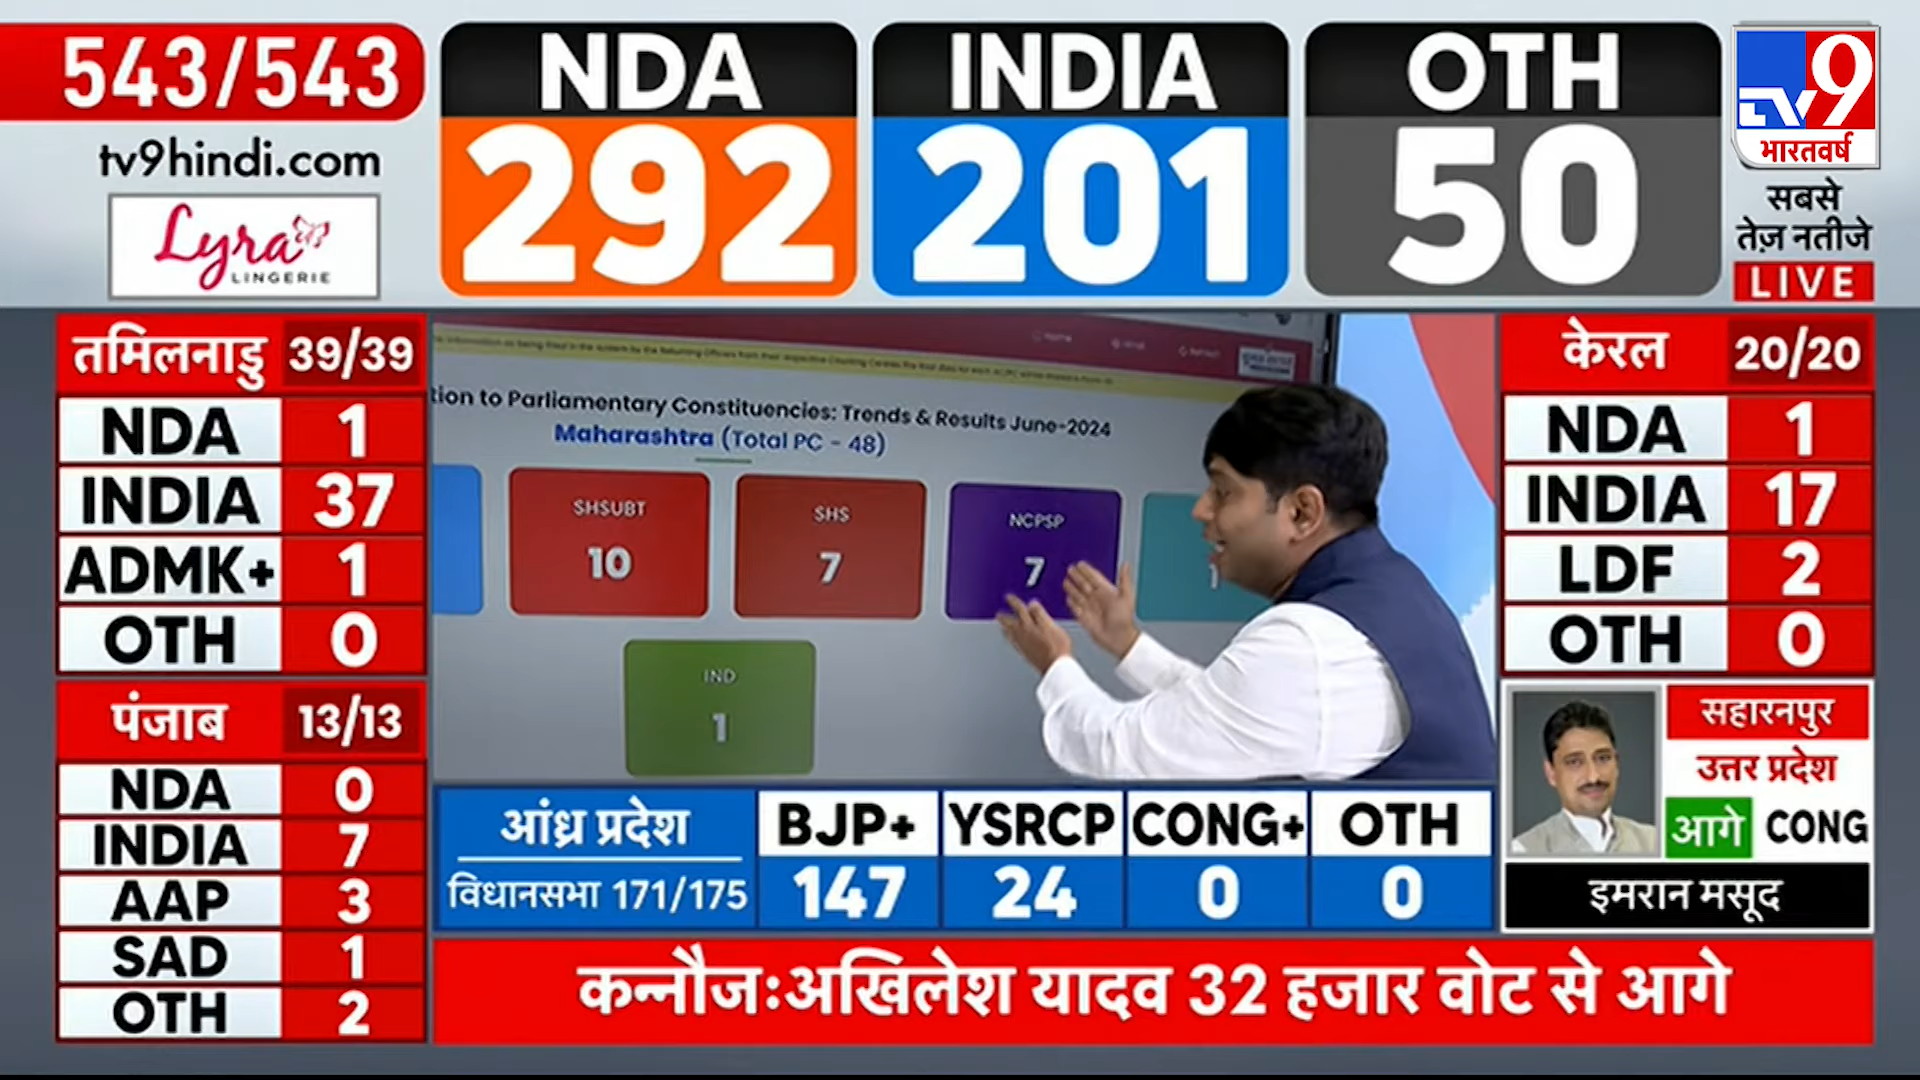 543/543
tv9hindi.com
Lyra
LINGERIE
NDA
292
INDIA
201
OTH
50
TV9
भारतवर्ष
सबसे
तेज़ नतीजे
LIVE
तमिलनाडु 39/39
NDA 1
INDIA 37
ADMK+ 1
OTH 0
पंजाब 13/13
NDA 0
INDIA 7
AAP 3
SAD 1
OTH 2
tion to Parliamentary Constituencies: Trends & Results June-2024
Maharashtra (Total PC - 48)
SHSUBT
10
SHS
7
NCPSP
7
1
IND
1
आंध्र प्रदेश
विधानसभा 171/175
BJP+ YSRCP CONG+ OTH
147 24 0 0
केरल 20/20
NDA 1
INDIA 17
LDF 2
OTH 0
सहारनपुर
उत्तर प्रदेश
आगे CONG
इमरान मसूद
कन्नौज:अखिलेश यादव 32 हजार वोट से आगे